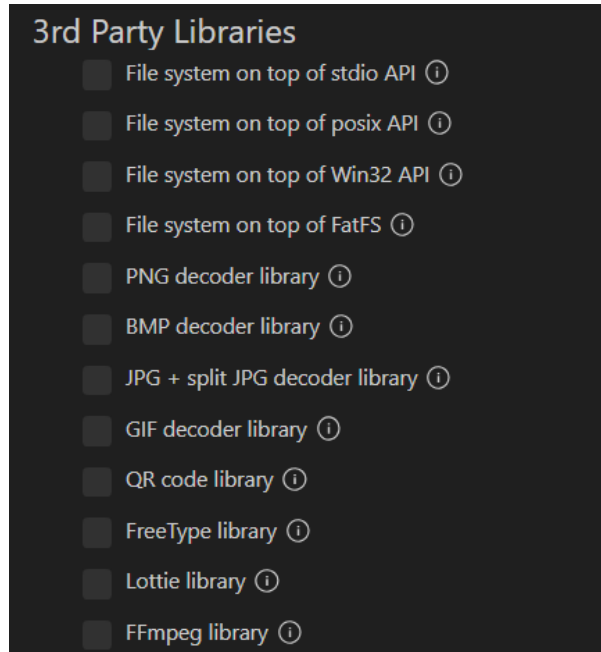 3rd Party Libraries
File system on top of stdio API
File system on top of posix API
File system on top of Win32 API
File system on top of FatFS
PNG decoder library
BMP decoder library
JPG + split JPG decoder library
GIF decoder library
QR code library
FreeType library
Lottie library
FFmpeg library